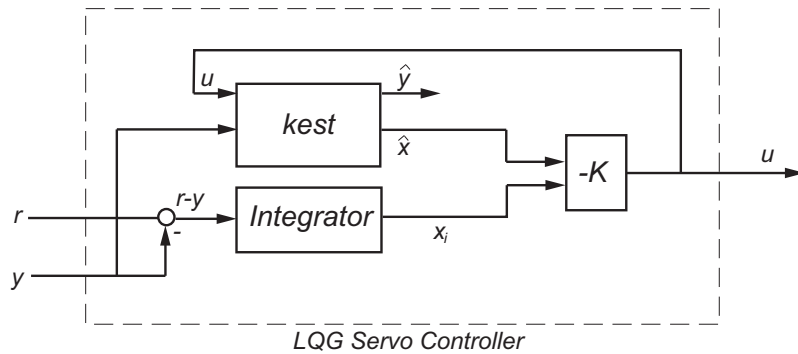 u
ŷ
kest
x̂
-K
u
r
r-y
-
Integrator
xᵢ
y
LQG Servo Controller